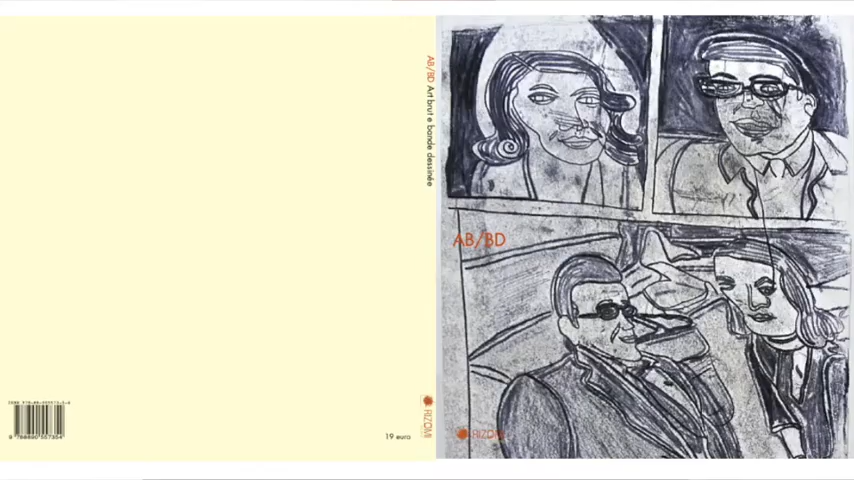 AB/BD Art brut e bande dessinée
AB/BD
RIZOMI
RIZOMI
19 euro